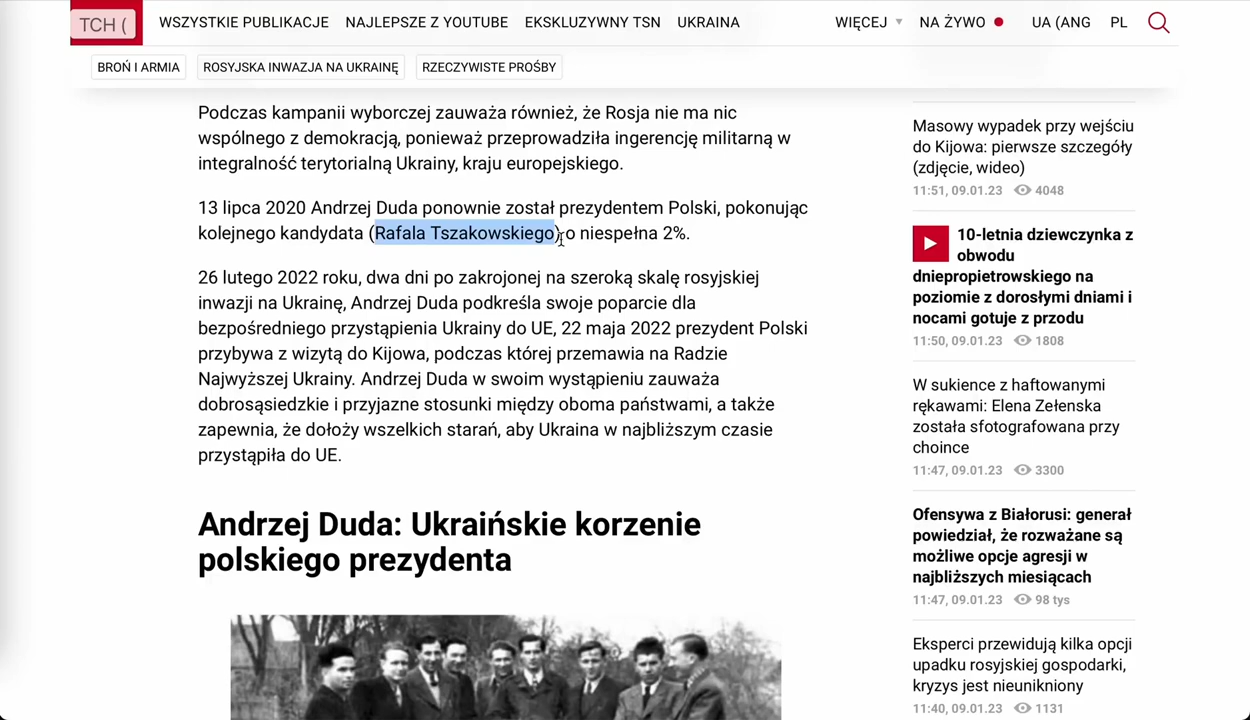 ТСН (
WSZYSTKIE PUBLIKACJE NAJLEPSZE Z YOUTUBE EKSKLUZYWNY TSN UKRAINA WIĘCEJ NA ŻYWO UA (ANG PL
BROŃ I ARMIA ROSYJSKA INWAZJA NA UKRAINĘ RZECZYWISTE PROŚBY
Podczas kampanii wyborczej zauważa również, że Rosja nie ma nic
wspólnego z demokracją, ponieważ przeprowadziła ingerencję militarną w
integralność terytorialną Ukrainy, kraju europejskiego.
13 lipca 2020 Andrzej Duda ponownie został prezydentem Polski, pokonując
kolejnego kandydata (Rafala Tszakowskiego) o niespełna 2%.
26 lutego 2022 roku, dwa dni po zakrojonej na szeroką skalę rosyjskiej
inwazji na Ukrainę, Andrzej Duda podkreśla swoje poparcie dla
bezpośredniego przystąpienia Ukrainy do UE, 22 maja 2022 prezydent Polski
przybywa z wizytą do Kijowa, podczas której przemawia na Radzie
Najwyższej Ukrainy. Andrzej Duda w swoim wystąpieniu zauważa
dobrosąsiedzkie i przyjazne stosunki między oboma państwami, a także
zapewnia, że dołoży wszelkich starań, aby Ukraina w najbliższym czasie
przystąpiła do UE.
Andrzej Duda: Ukraińskie korzenie
polskiego prezydenta
Masowy wypadek przy wejściu
do Kijowa: pierwsze szczegóły
(zdjęcie, wideo)
11:51, 09.01.23 4048
10-letnia dziewczynka z
obwodu
dniepropietrowskiego na
poziomie z dorosłymi dniami i
nocami gotuje z przodu
11:50, 09.01.23 1808
W sukience z haftowanymi
rękawami: Elena Zełenska
została sfotografowana przy
choince
11:47, 09.01.23 3300
Ofensywa z Białorusi: generał
powiedział, że rozważane są
możliwe opcje agresji w
najbliższych miesiącach
11:47, 09.01.23 98 tys
Eksperci przewidują kilka opcji
upadku rosyjskiej gospodarki,
kryzys jest nieunikniony
11:40, 09.01.23 1131